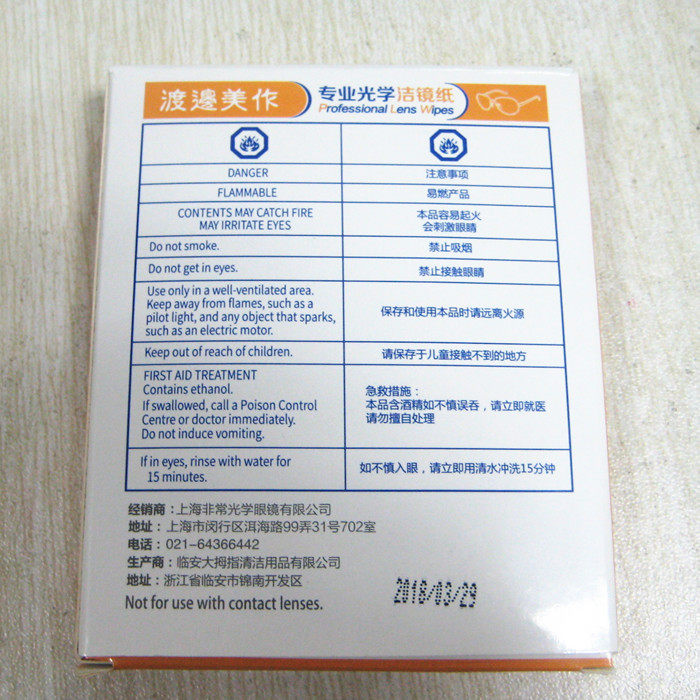 渡邊美作
专业光学洁镜纸
Professional Lens Wipes
DANGER
注意事项
FLAMMABLE
易燃产品
CONTENTS MAY CATCH FIRE
MAY IRRITATE EYES
本品容易起火
会刺激眼睛
Do not smoke.
禁止吸烟
Do not get in eyes.
禁止接触眼睛
Use only in a well-ventilated area.
Keep away from flames, such as a
pilot light, and any object that sparks,
such as an electric motor.
保存和使用本品时请远离火源
Keep out of reach of children.
请保存于儿童接触不到的地方
FIRST AID TREATMENT
Contains ethanol.
If swallowed, call a Poison Control
Centre or doctor immediately.
Do not induce vomiting.
急救措施：
本品含酒精如不慎误吞，请立即就医
请勿擅自处理
If in eyes, rinse with water for
15 minutes.
如不慎入眼，请立即用清水冲洗15分钟
经销商：上海非常光学眼镜有限公司
地址：上海市闵行区洱海路99弄31号702室
电话：021-64366442
生产商：临安大拇指清洁用品有限公司
地址：浙江省临安市锦南开发区
Not for use with contact lenses.
2018/03/29